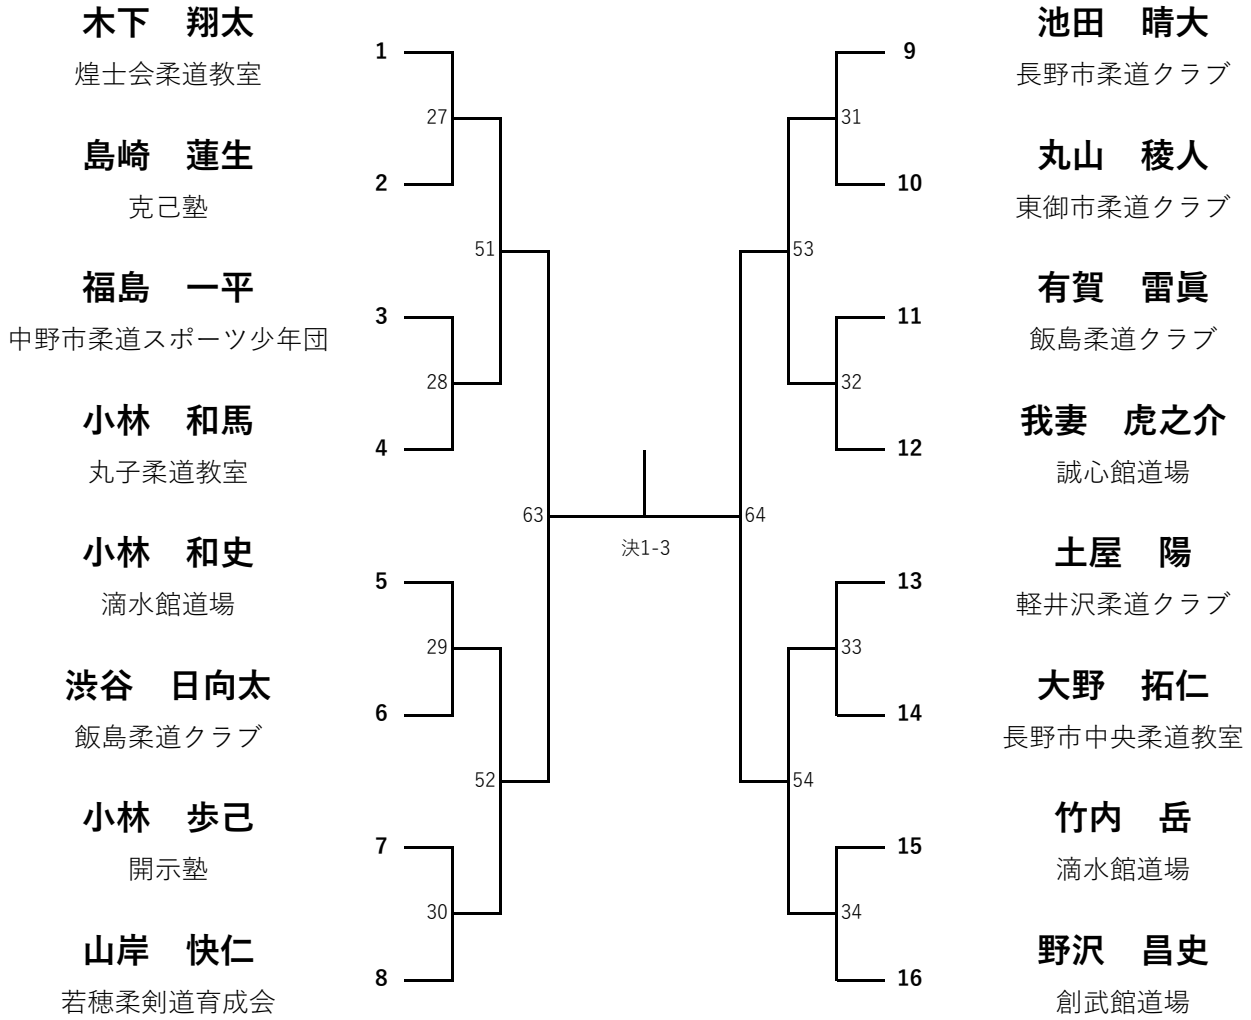 木下　翔太
煌士会柔道教室
1
27
島崎　蓮生
克己塾
2
51
福島　一平
中野市柔道スポーツ少年団
3
28
小林　和馬
丸子柔道教室
4
63
小林　和史
滴水館道場
5
29
渋谷　日向太
飯島柔道クラブ
6
52
小林　歩己
開示塾
7
30
山岸　快仁
若穂柔剣道育成会
8
決1-3
池田　晴大
長野市柔道クラブ
9
31
丸山　稜人
東御市柔道クラブ
10
53
有賀　雷眞
飯島柔道クラブ
11
32
我妻　虎之介
誠心館道場
12
64
土屋　陽
軽井沢柔道クラブ
13
33
大野　拓仁
長野市中央柔道教室
14
54
竹内　岳
滴水館道場
15
34
野沢　昌史
創武館道場
16